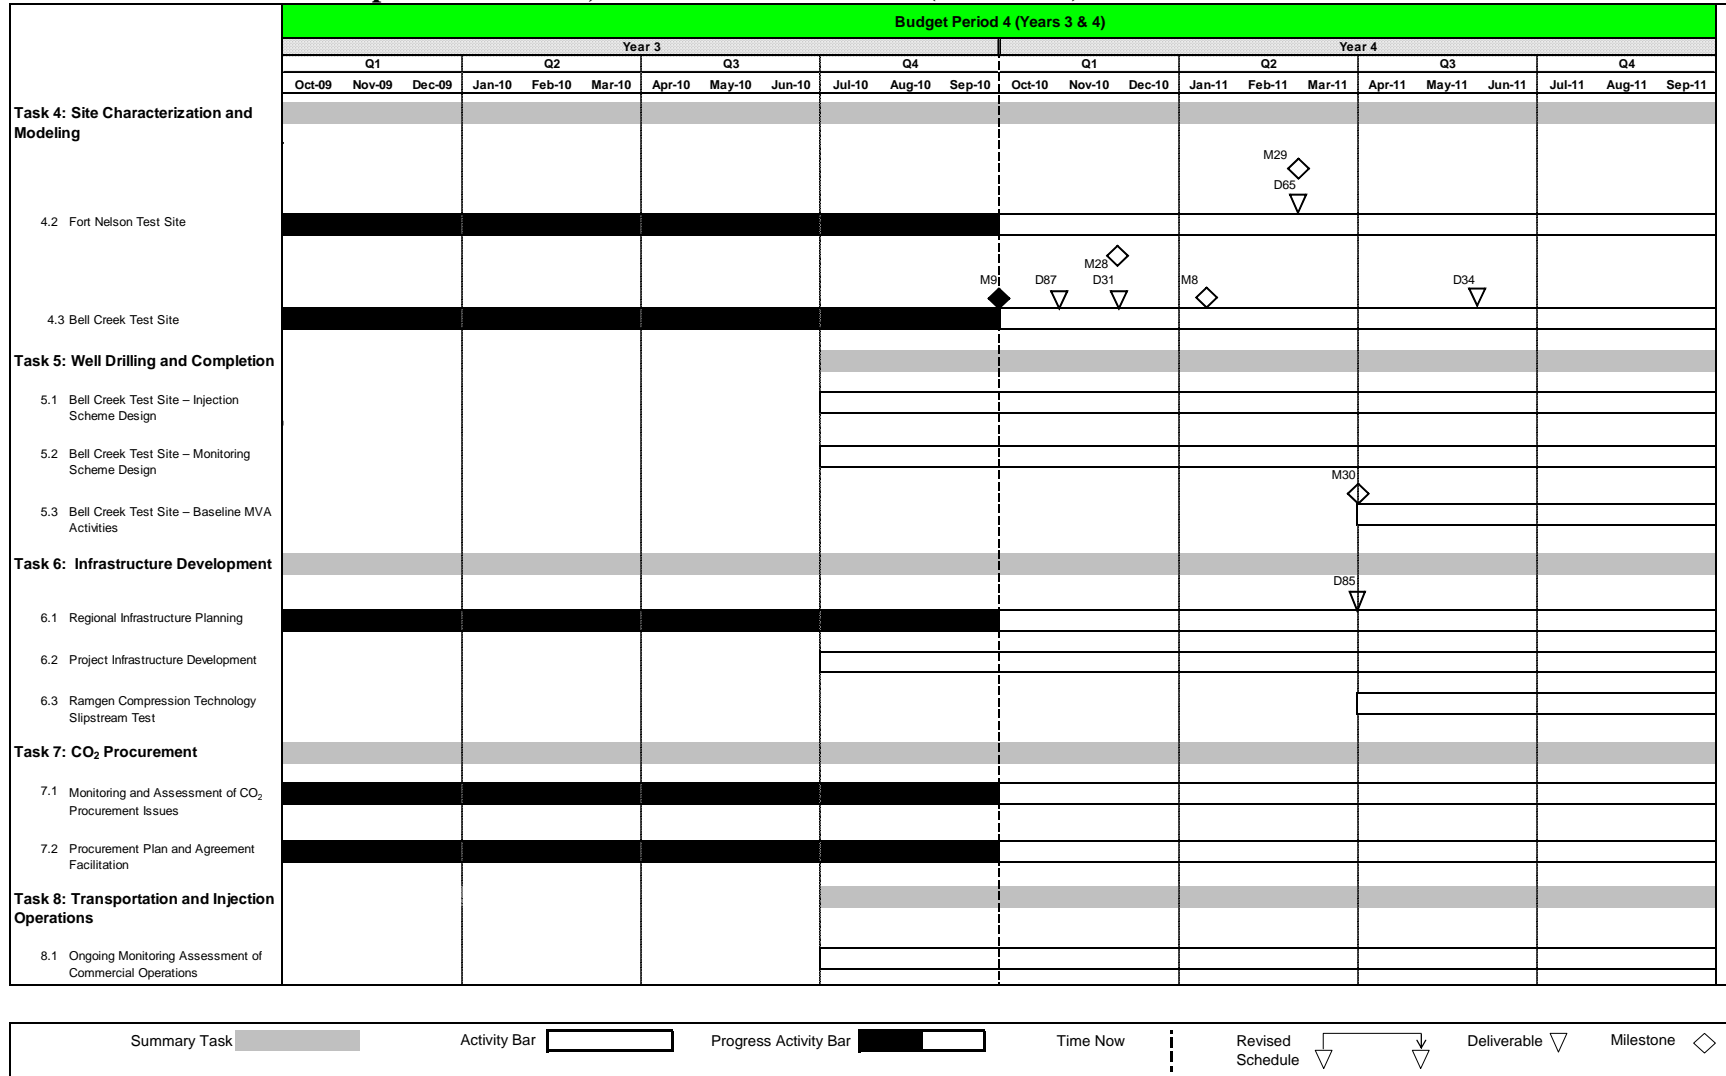 Budget Period 4 (Years 3 & 4)
Year 3 Year 4
Q1 Q2 Q3 Q4 Q1 Q2 Q3 Q4
Oct-09 Nov-09 Dec-09 Jan-10 Feb-10 Mar-10 Apr-10 May-10 Jun-10 Jul-10 Aug-10 Sep-10 Oct-10 Nov-10 Dec-10 Jan-11 Feb-11 Mar-11 Apr-11 May-11 Jun-11 Jul-11 Aug-11 Sep-11
Task 4: Site Characterization and
Modeling
M29
D65
4.2 Fort Nelson Test Site
M28
M9 D87 D31 M8 D34
4.3 Bell Creek Test Site
Task 5: Well Drilling and Completion
5.1 Bell Creek Test Site – Injection
Scheme Design
5.2 Bell Creek Test Site – Monitoring
Scheme Design
M30
5.3 Bell Creek Test Site – Baseline MVA
Activities
Task 6: Infrastructure Development
D85
6.1 Regional Infrastructure Planning
6.2 Project Infrastructure Development
6.3 Ramgen Compression Technology
Slipstream Test
Task 7: CO₂ Procurement
7.1 Monitoring and Assessment of CO₂
Procurement Issues
7.2 Procurement Plan and Agreement
Facilitation
Task 8: Transportation and Injection
Operations
8.1 Ongoing Monitoring Assessment of
Commercial Operations
Summary Task Activity Bar Progress Activity Bar Time Now Revised Deliverable Milestone
Schedule